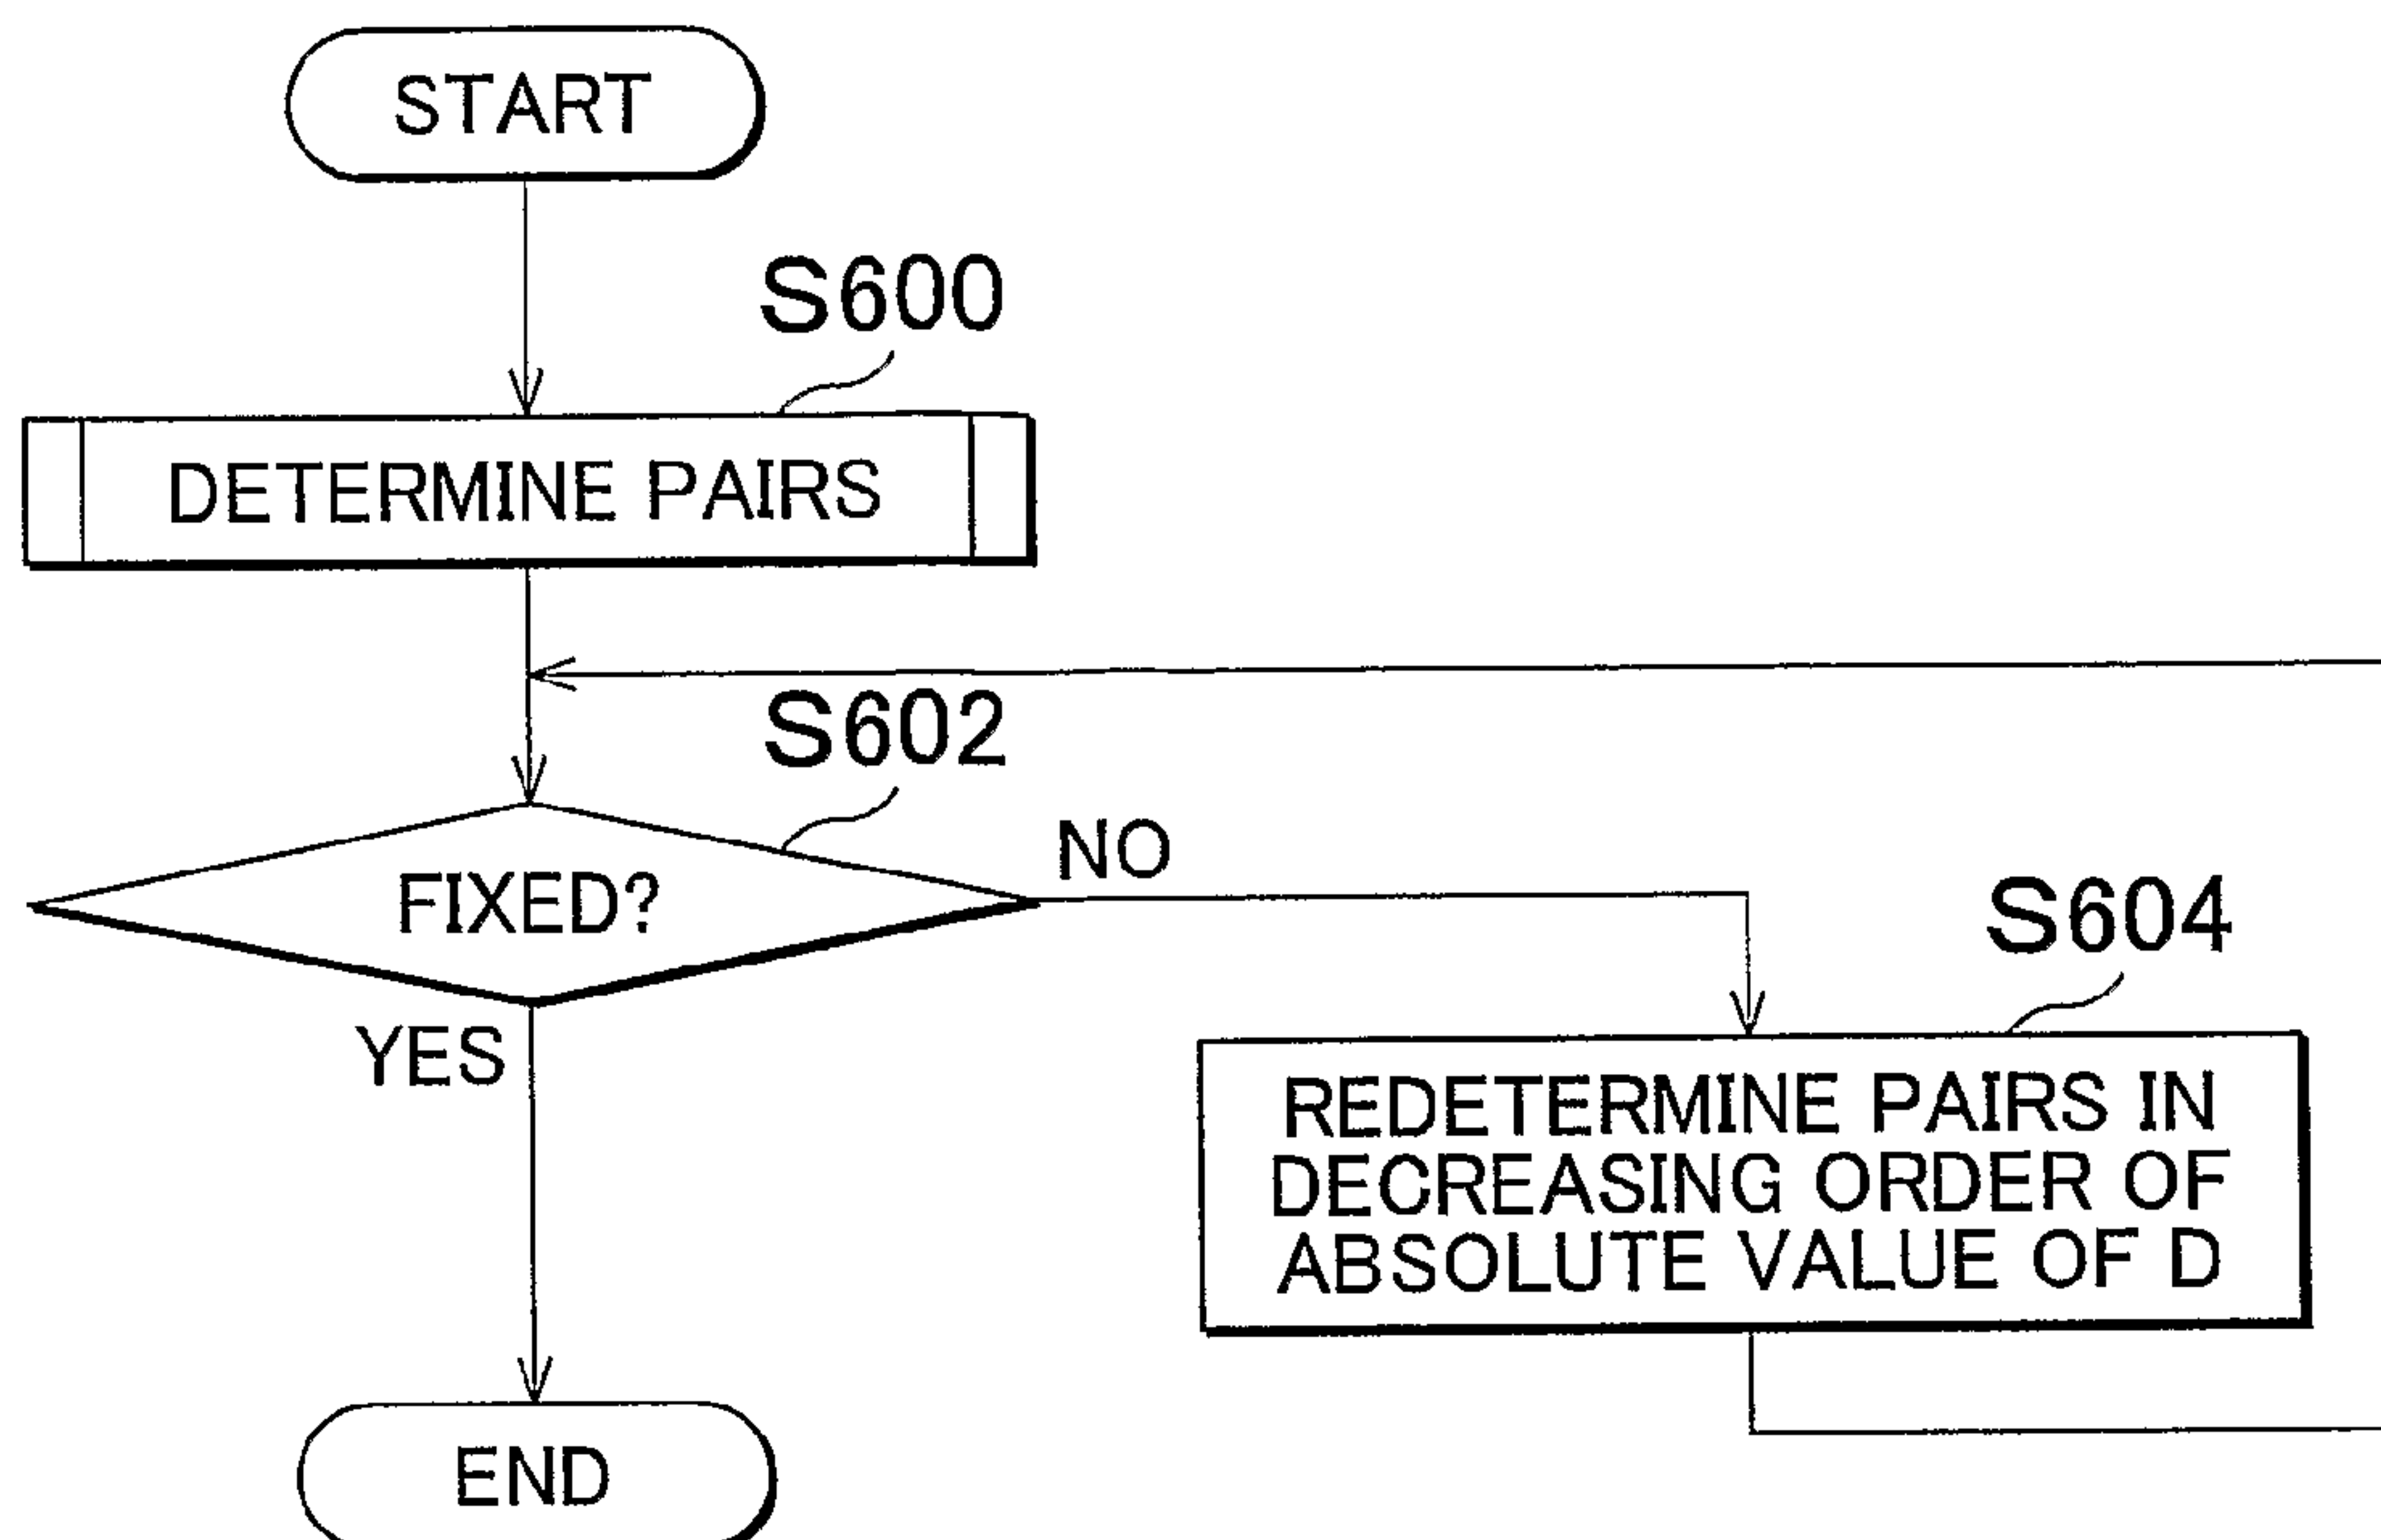 START
S600
DETERMINE PAIRS
S602
FIXED?
NO
S604
YES
REDETERMINE PAIRS IN
DECREASING ORDER OF
ABSOLUTE VALUE OF D
END